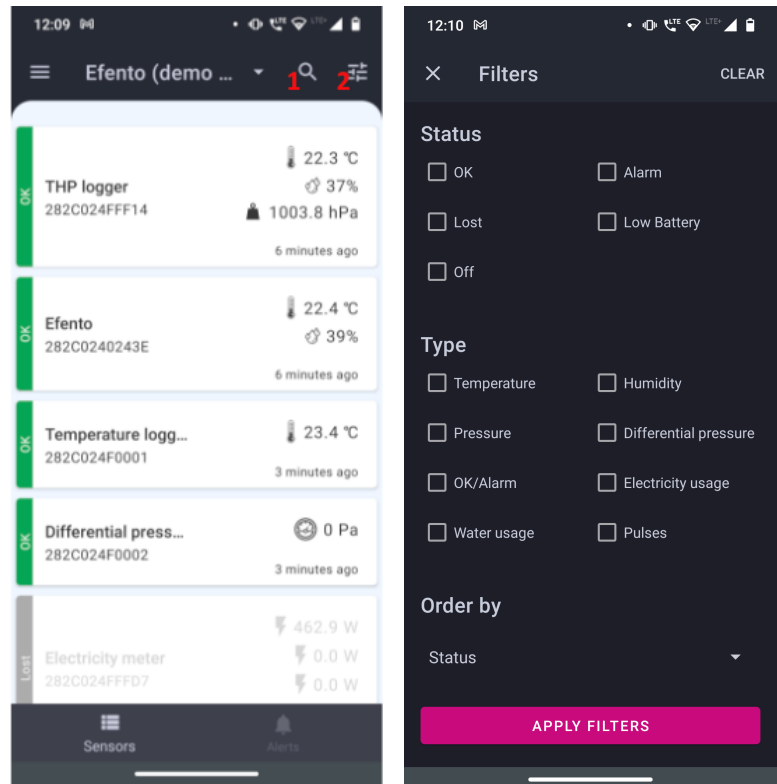 12:09
LTE LTE+
Efento (demo ...
1
2
OK
THP logger
282C024FFF14
22.3 °C
37%
1003.8 hPa
6 minutes ago
OK
Efento
282C0240243E
22.4 °C
39%
6 minutes ago
OK
Temperature logg...
282C024F0001
23.4 °C
3 minutes ago
OK
Differential press...
282C024F0002
0 Pa
3 minutes ago
Lost
Electricity meter
282C024FFFD7
462.9 W
0.0 W
0.0 W
Sensors
Alerts
12:10
LTE LTE+
Filters
CLEAR
Status
OK
Alarm
Lost
Low Battery
Off
Type
Temperature
Humidity
Pressure
Differential pressure
OK/Alarm
Electricity usage
Water usage
Pulses
Order by
Status
APPLY FILTERS